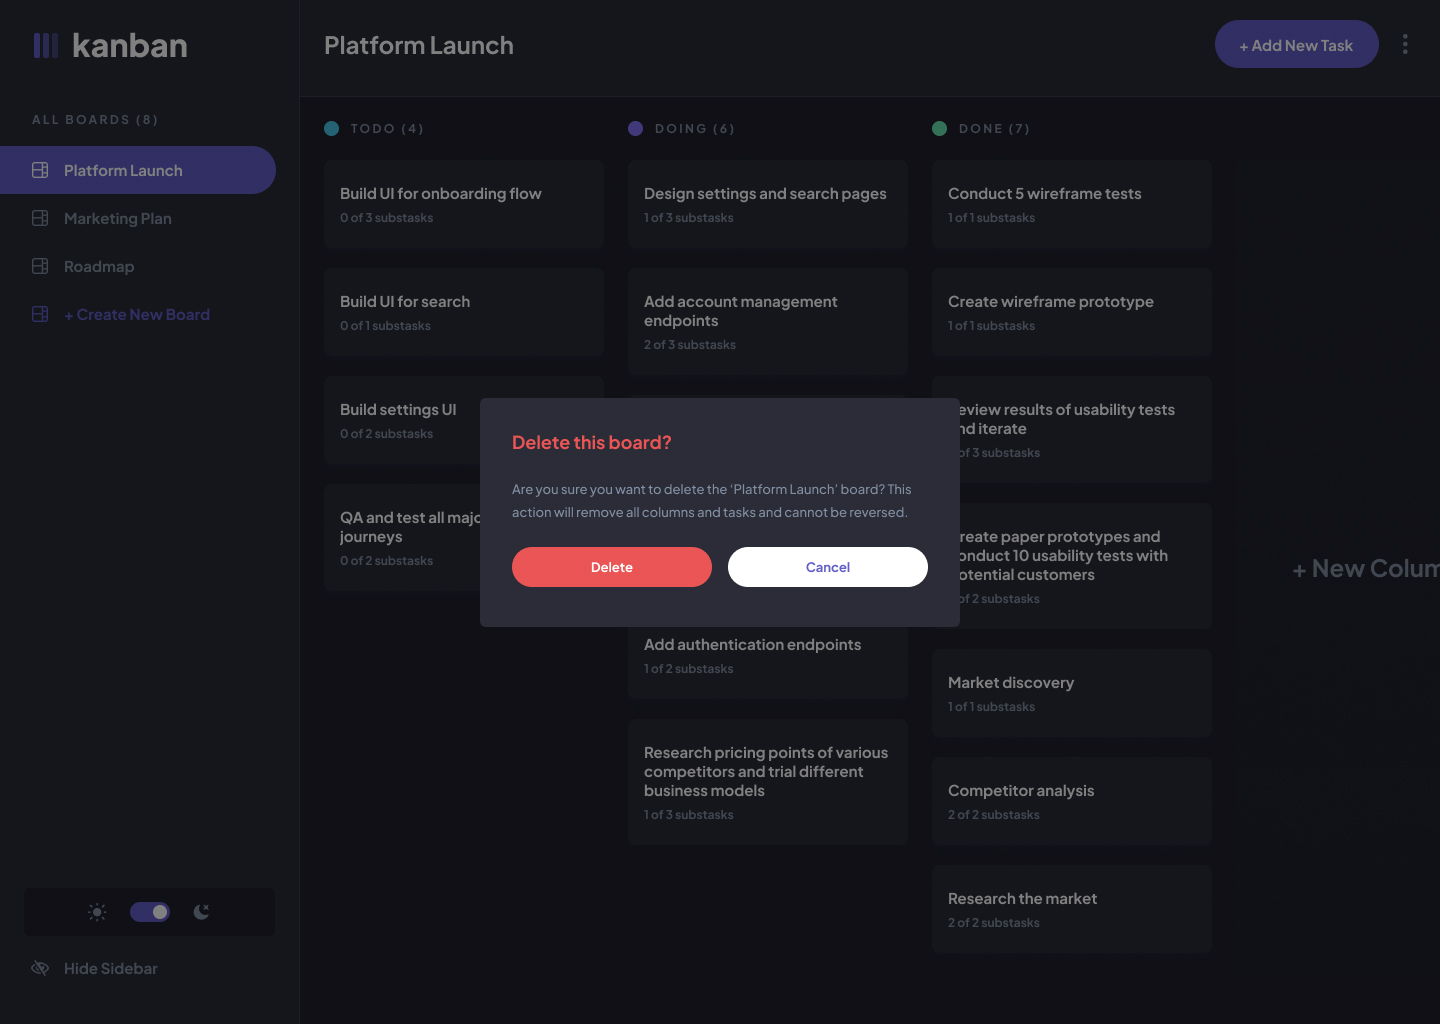 kanban
ALL BOARDS (8)
Platform Launch
Marketing Plan
Roadmap
+ Create New Board
Hide Sidebar
Platform Launch
+ Add New Task
TODO (4)
Build UI for onboarding flow
0 of 3 substasks
Build UI for search
0 of 1 substasks
Build settings UI
0 of 2 substasks
QA and test all majo
journeys
0 of 2 substasks
DOING (6)
Design settings and search pages
1 of 3 substasks
Add account management
endpoints
2 of 3 substasks
Delete this board?
Are you sure you want to delete the ‘Platform Launch’ board? This
action will remove all columns and tasks and cannot be reversed.
Delete
Cancel
Add authentication endpoints
1 of 2 substasks
Research pricing points of various
competitors and trial different
business models
1 of 3 substasks
DONE (7)
Conduct 5 wireframe tests
1 of 1 substasks
Create wireframe prototype
1 of 1 substasks
eview results of usability tests
nd iterate
of 3 substasks
reate paper prototypes and
onduct 10 usability tests with
otential customers
of 2 substasks
Market discovery
1 of 1 substasks
Competitor analysis
2 of 2 substasks
Research the market
2 of 2 substasks
+ New Colum